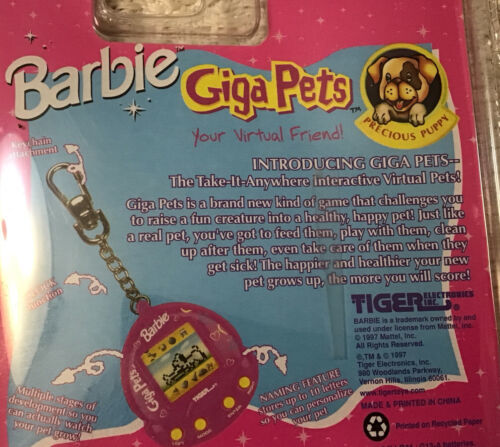 Barbie™
Giga Pets™
PRECIOUS PUPPY
Your Virtual Friend!
Keychain
attachment
INTRODUCING GIGA PETS--
The Take-It-Anywhere Interactive Virtual Pets!
Giga Pets is a brand new kind of game that challenges you
to raise a fun creature into a healthy, happy pet! Just like
a real pet, you've got to feed them, play with them, clean
up after them, even take care of them when they
get sick! The happier and healthier your new
pet grows up, the more you will score!
function
Barbie
Giga Pets
TIGER
Multiple stages of
development so you
can actually watch
your pet grow!
NAMING FEATURE
stores up to 10 letters
so you can personalize
your pet
TIGER ELECTRONICS
INC.
BARBIE is a trademark owned by and
used under license from Mattel, Inc.
© 1997 Mattel, Inc.
All Rights Reserved.
®,TM & © 1997
Tiger Electronics, Inc.
980 Woodlands Parkway,
Vernon Hills, Illinois 60061.
www.tigertoys.com
MADE & PRINTED IN CHINA
Printed on Recycled Paper